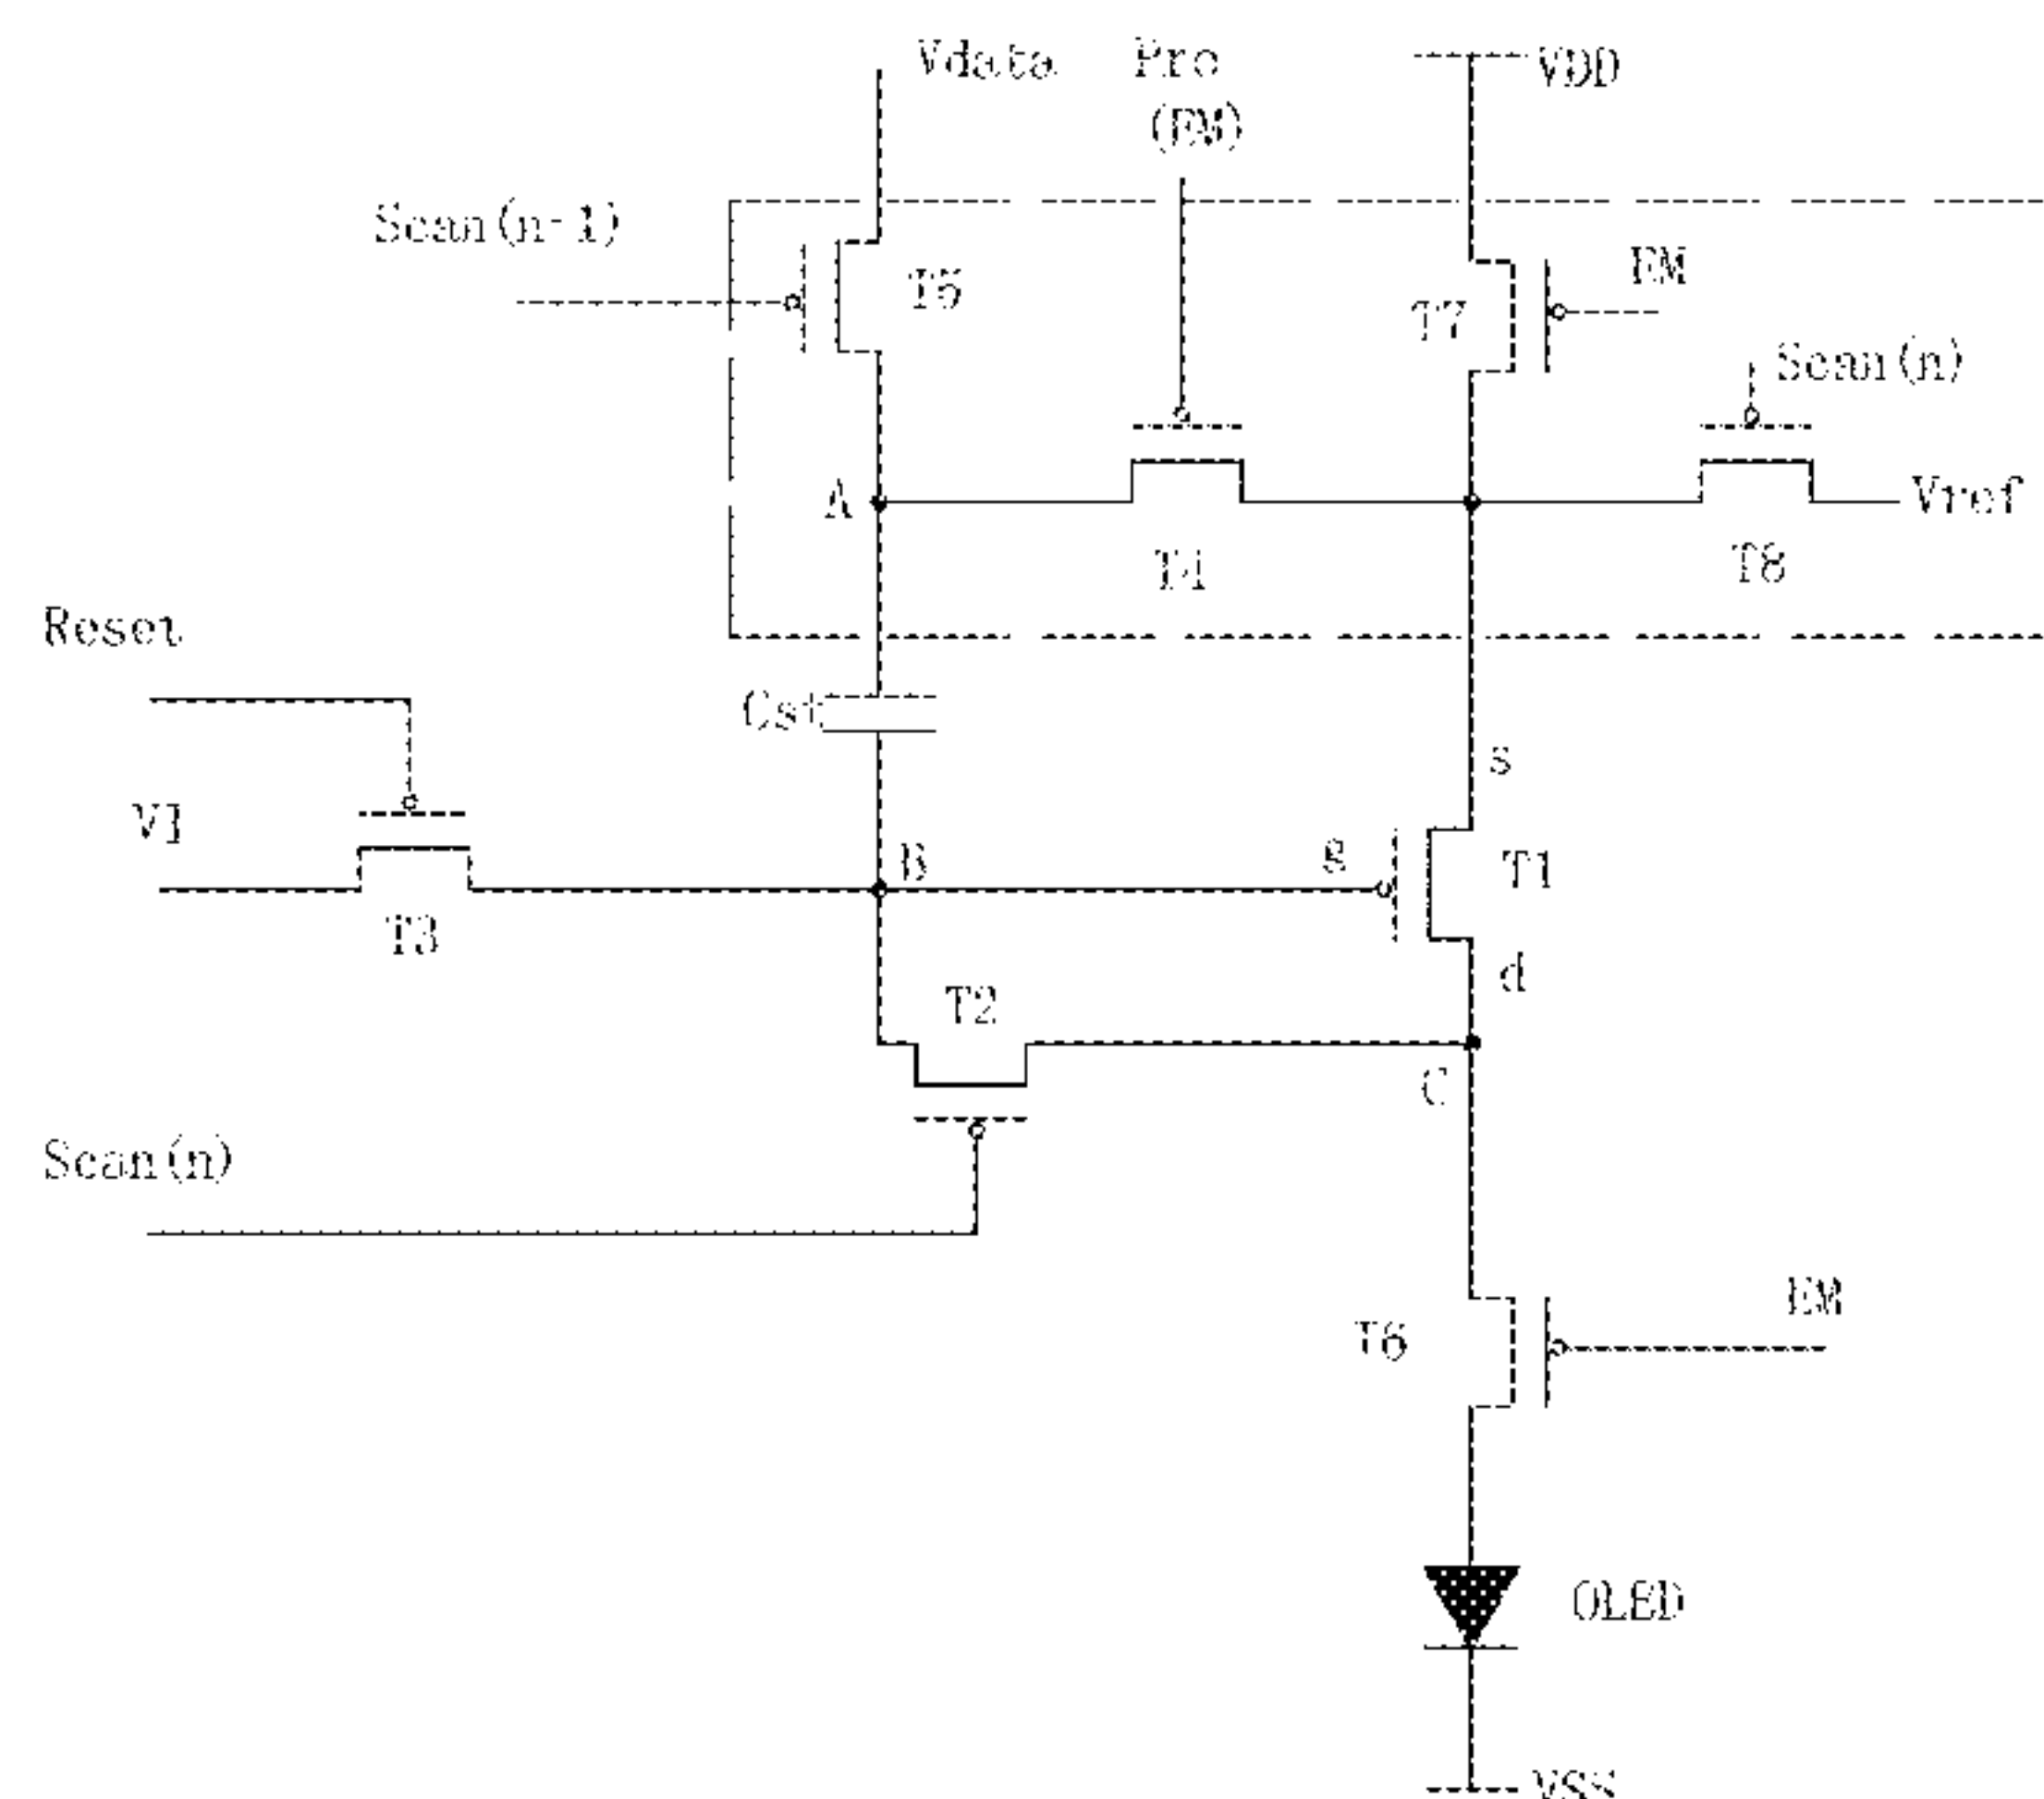 Vdata
Pro
(EM)
VDD
Scan(n-1)
T5
EM
T7
Scan(n)
A
Vref
T4
T8
Reset
Cst
s
VI
B
g
T1
T3
d
T2
C
Scan(n)
EM
T6
OLED
VSS